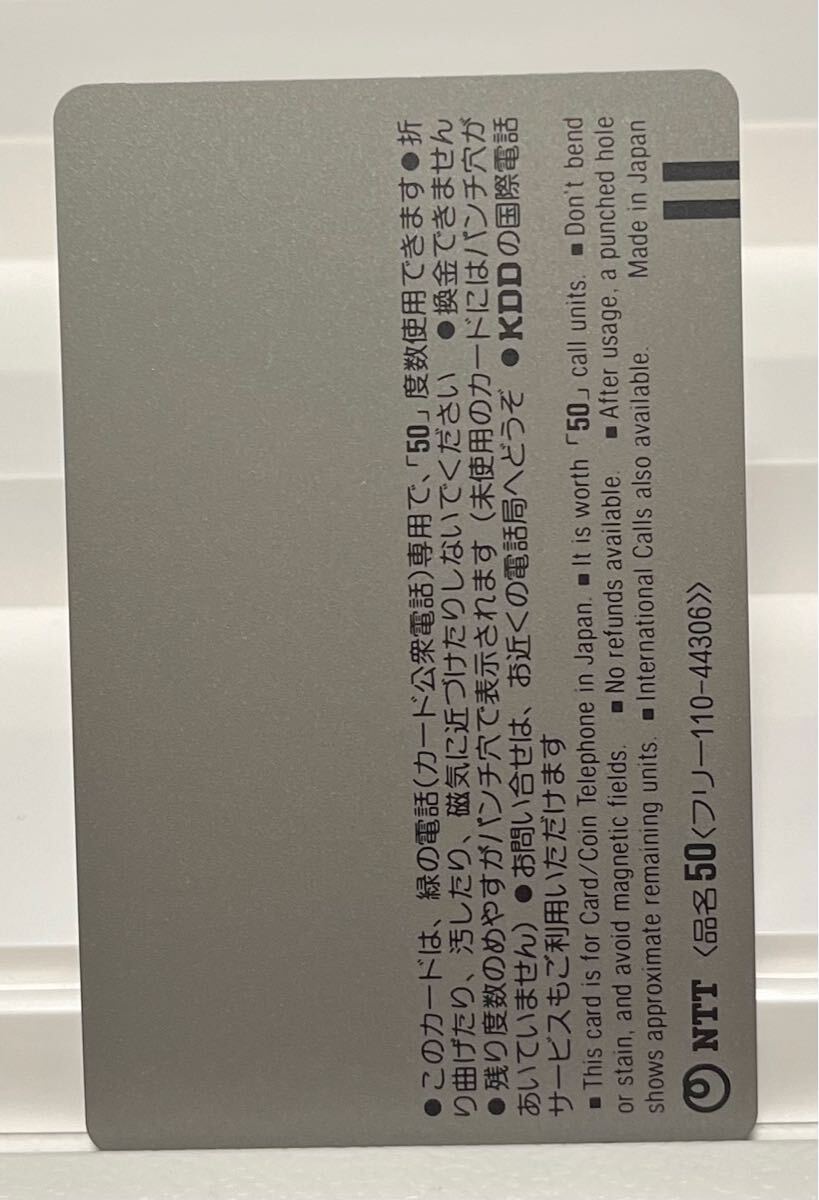 ●このカードは、緑の電話(カード公衆電話)専用で、「50」度数使用できます●折
り曲げたり、汚したり、磁気に近づけたりしないでください ●換金できません
●残り度数のめやすがパンチ穴で表示されます(未使用のカードにはパンチ穴が
あいていません)●お問い合せは、お近くの電話局へどうぞ ●KDDの国際電話
サービスもご利用いただけます
■This card is for Card/Coin Telephone in Japan. ■It is worth「50」call units. ■Don't bend
or stain, and avoid magnetic fields. ■No refunds available. ■After usage, a punched hole
shows approximate remaining units. ■International Calls also available. Made in Japan
NTT 〈品名50〈フリー110-44306〉〉